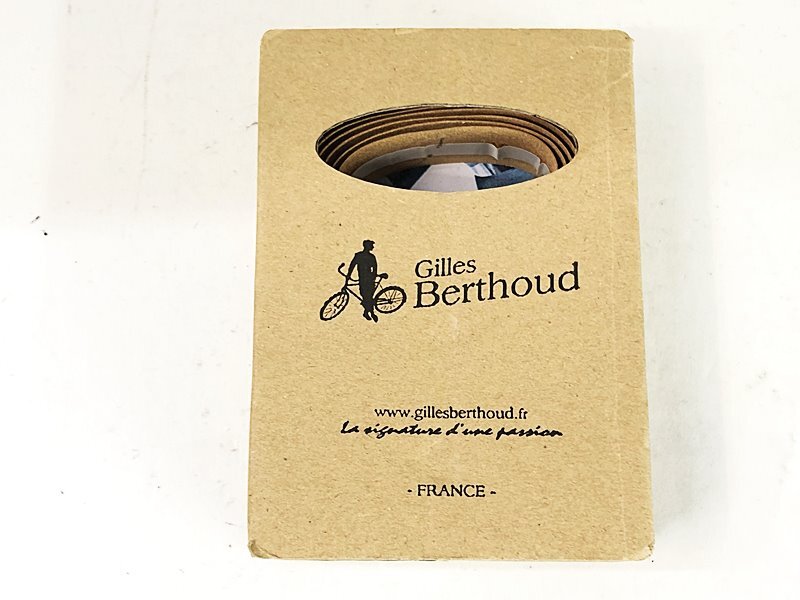 Gilles
Berthoud
www.gillesberthoud.fr
La signature d'une passion
- FRANCE -